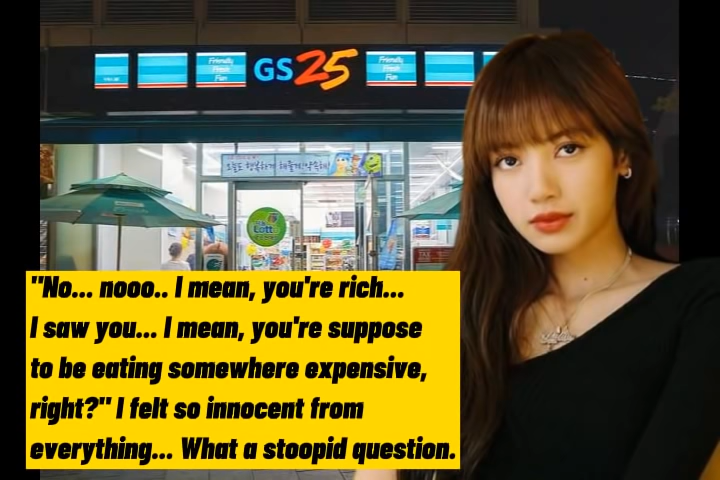 Friendly
Fresh
Fun
GS25
Friendly
Fresh
Fun
"No... nooo.. I mean, you're rich...
I saw you... I mean, you're suppose
to be eating somewhere expensive,
right?" I felt so innocent from
everything... What a stoopid question.